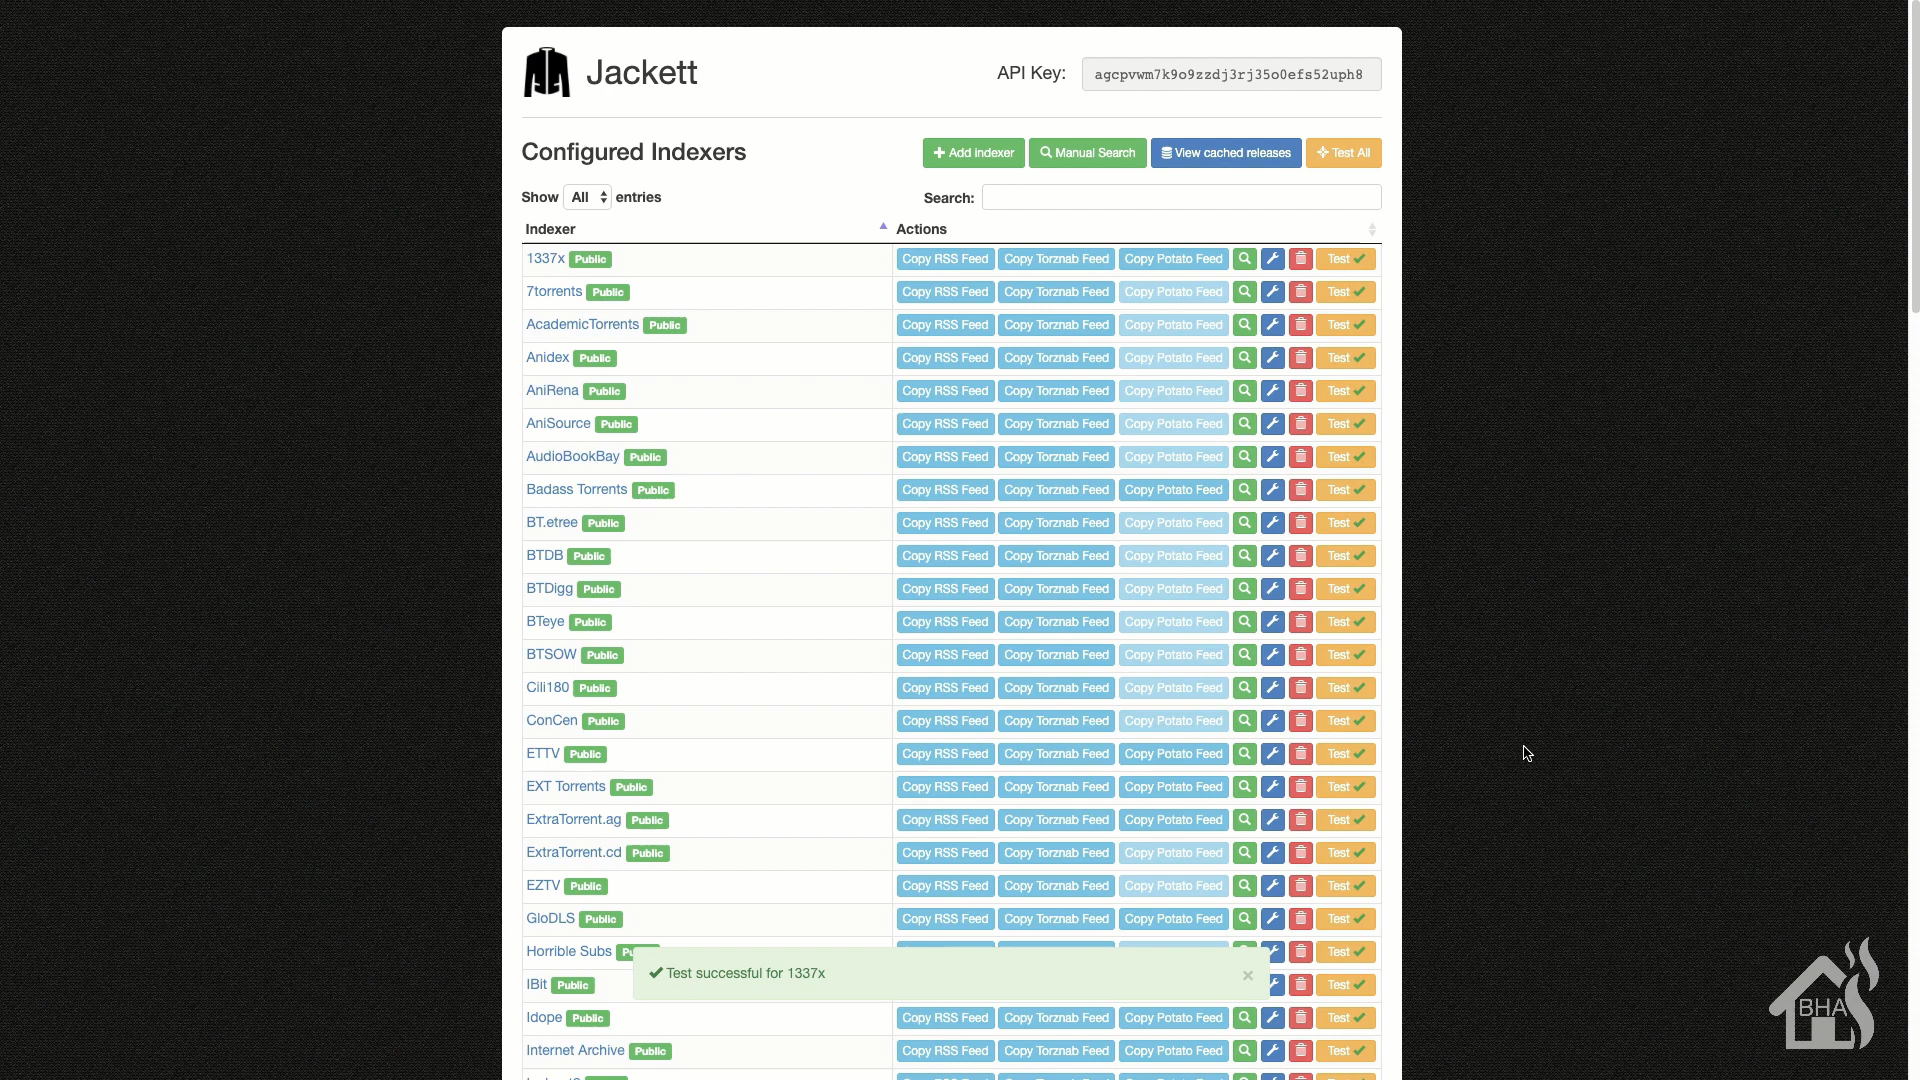 Jackett
API Key: agcpvwm7k9o9zzdj3rj35o0efs52uph8
Configured Indexers
Add indexer Manual Search View cached releases Test All
Show All entries Search:
Indexer Actions
1337x Public Copy RSS Feed Copy Torznab Feed Copy Potato Feed Test
7torrents Public Copy RSS Feed Copy Torznab Feed Copy Potato Feed Test
AcademicTorrents Public Copy RSS Feed Copy Torznab Feed Copy Potato Feed Test
Anidex Public Copy RSS Feed Copy Torznab Feed Copy Potato Feed Test
AniRena Public Copy RSS Feed Copy Torznab Feed Copy Potato Feed Test
AniSource Public Copy RSS Feed Copy Torznab Feed Copy Potato Feed Test
AudioBookBay Public Copy RSS Feed Copy Torznab Feed Copy Potato Feed Test
Badass Torrents Public Copy RSS Feed Copy Torznab Feed Copy Potato Feed Test
BT.etree Public Copy RSS Feed Copy Torznab Feed Copy Potato Feed Test
BTDB Public Copy RSS Feed Copy Torznab Feed Copy Potato Feed Test
BTDigg Public Copy RSS Feed Copy Torznab Feed Copy Potato Feed Test
BTeye Public Copy RSS Feed Copy Torznab Feed Copy Potato Feed Test
BTSOW Public Copy RSS Feed Copy Torznab Feed Copy Potato Feed Test
Cili180 Public Copy RSS Feed Copy Torznab Feed Copy Potato Feed Test
ConCen Public Copy RSS Feed Copy Torznab Feed Copy Potato Feed Test
ETTV Public Copy RSS Feed Copy Torznab Feed Copy Potato Feed Test
EXT Torrents Public Copy RSS Feed Copy Torznab Feed Copy Potato Feed Test
ExtraTorrent.ag Public Copy RSS Feed Copy Torznab Feed Copy Potato Feed Test
ExtraTorrent.cd Public Copy RSS Feed Copy Torznab Feed Copy Potato Feed Test
EZTV Public Copy RSS Feed Copy Torznab Feed Copy Potato Feed Test
GloDLS Public Copy RSS Feed Copy Torznab Feed Copy Potato Feed Test
Horrible Subs Test
Test successful for 1337x ×
IBit Public Test
Idope Public Copy RSS Feed Copy Torznab Feed Copy Potato Feed Test
Internet Archive Public Copy RSS Feed Copy Torznab Feed Copy Potato Feed Test
BHA